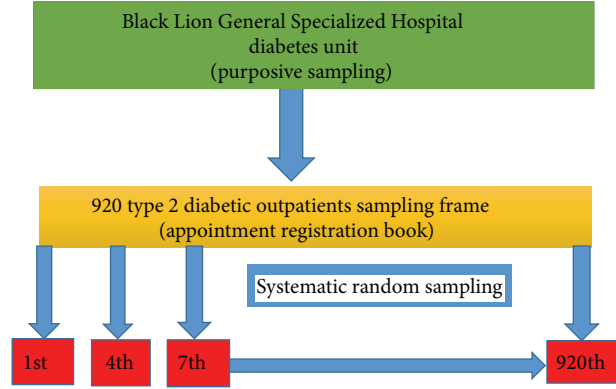 Black Lion General Specialized Hospital
diabetes unit
(purposive sampling)
920 type 2 diabetic outpatients sampling frame
(appointment registration book)
Systematic random sampling
1st
4th
7th
920th